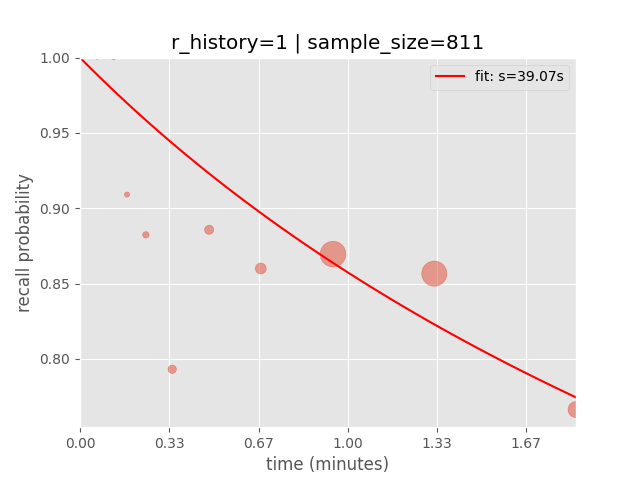 r_history=1 | sample_size=811
fit: s=39.07s
1.00
0.95
0.90
0.85
0.80
recall probability
0.00 0.33 0.67 1.00 1.33 1.67
time (minutes)